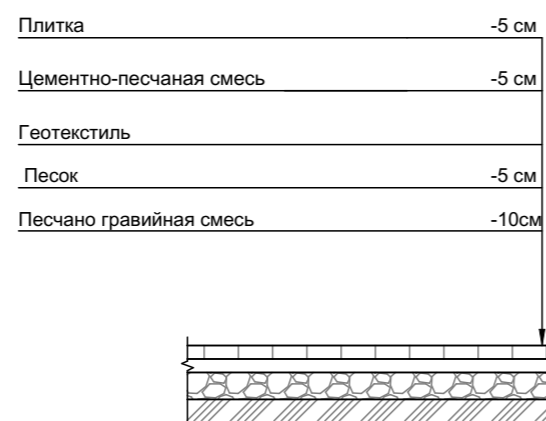 Плитка -5 см
Цементно-песчаная смесь -5 см
Геотекстиль
Песок -5 см
Песчано гравийная смесь -10см